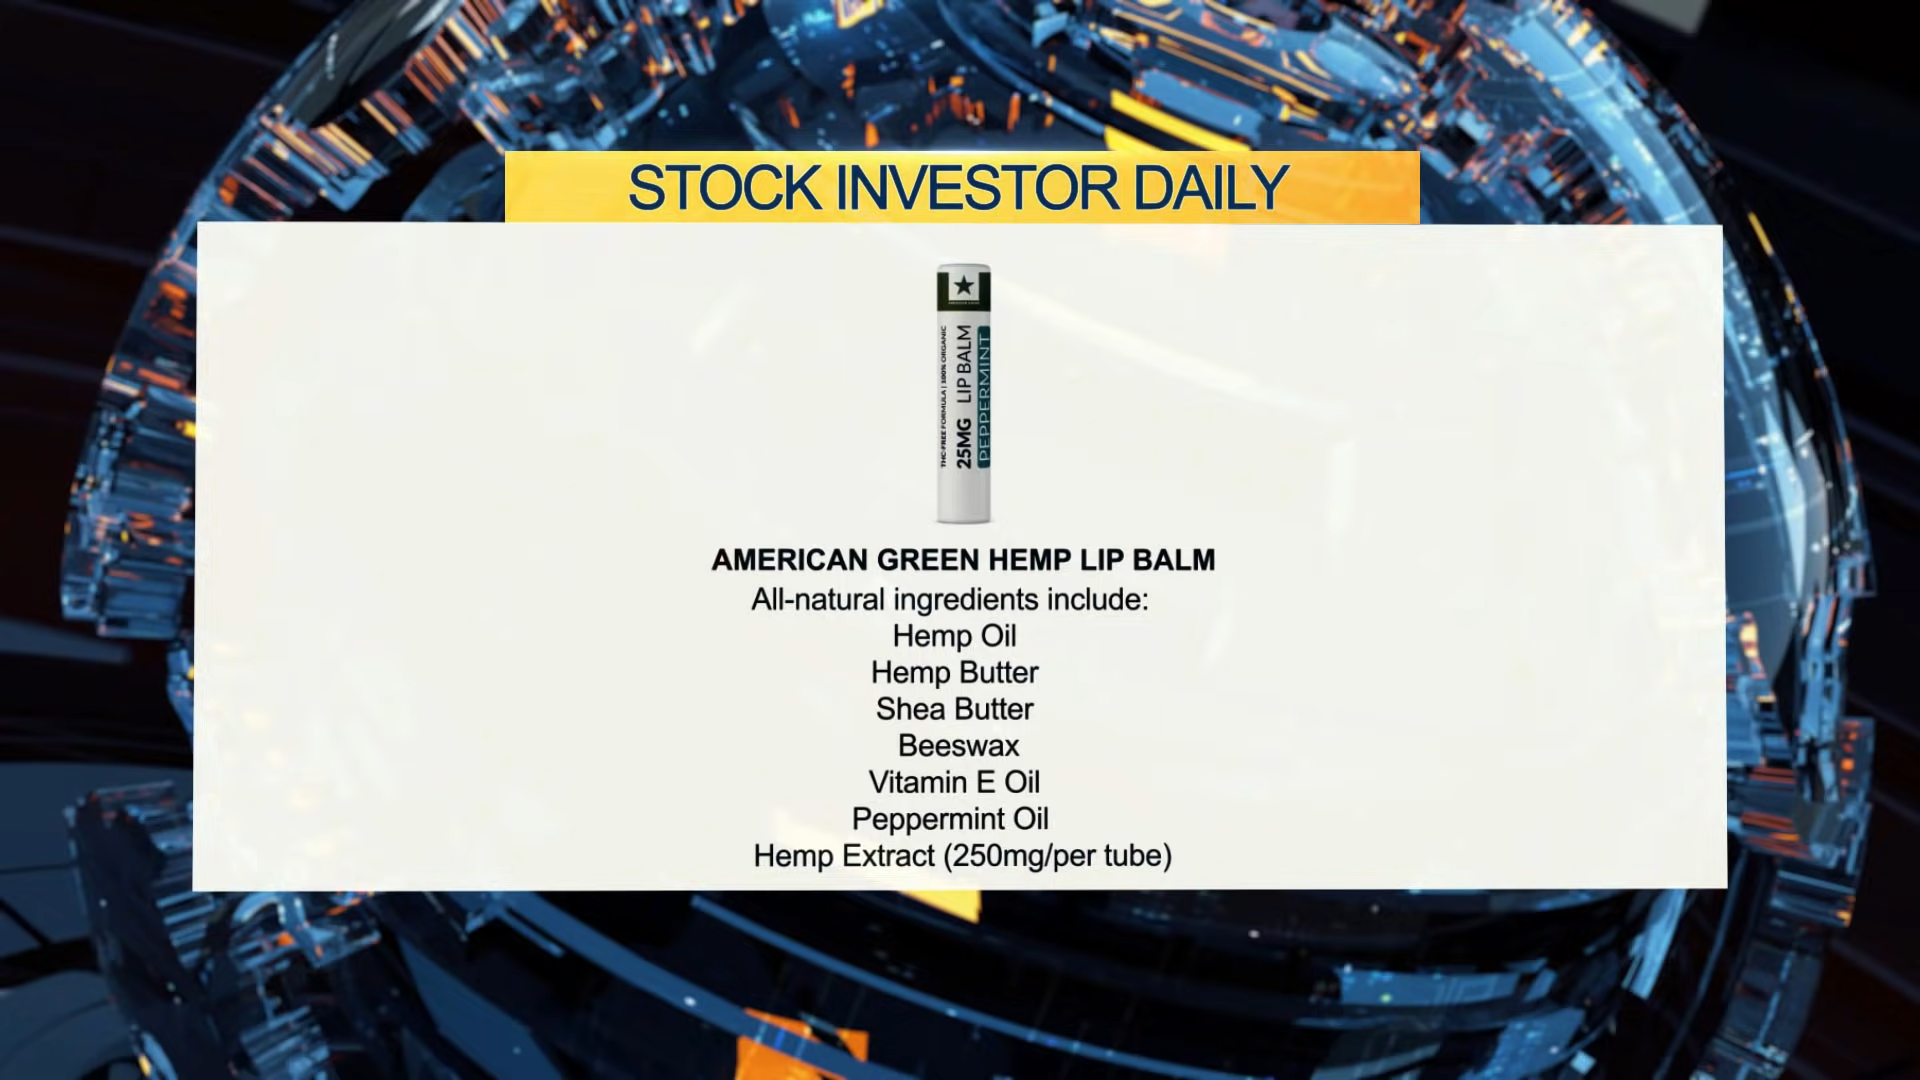 STOCK INVESTOR DAILY
THC-FREE FORMULA | 100% ORGANIC
25MG LIP BALM
PEPPERMINT
AMERICAN GREEN HEMP LIP BALM
All-natural ingredients include:
Hemp Oil
Hemp Butter
Shea Butter
Beeswax
Vitamin E Oil
Peppermint Oil
Hemp Extract (250mg/per tube)